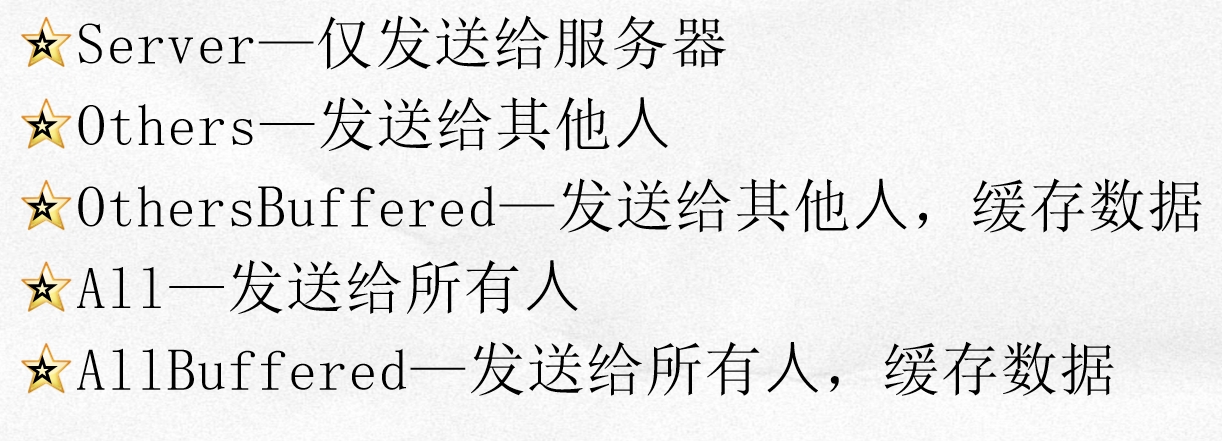 Server—仅发送给服务器
Others—发送给其他人
OthersBuffered—发送给其他人，缓存数据
All—发送给所有人
AllBuffered—发送给所有人，缓存数据